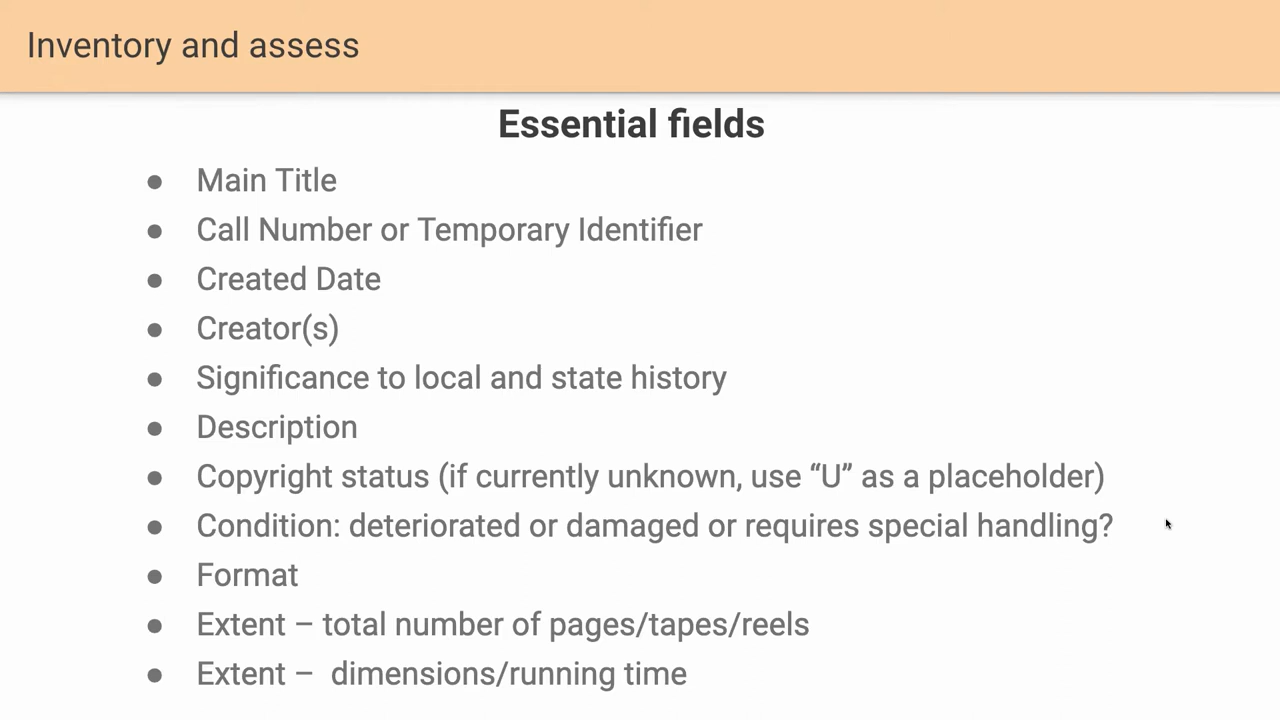 Inventory and assess
Essential fields
● Main Title
● Call Number or Temporary Identifier
● Created Date
● Creator(s)
● Significance to local and state history
● Description
● Copyright status (if currently unknown, use “U” as a placeholder)
● Condition: deteriorated or damaged or requires special handling?
● Format
● Extent – total number of pages/tapes/reels
● Extent – dimensions/running time